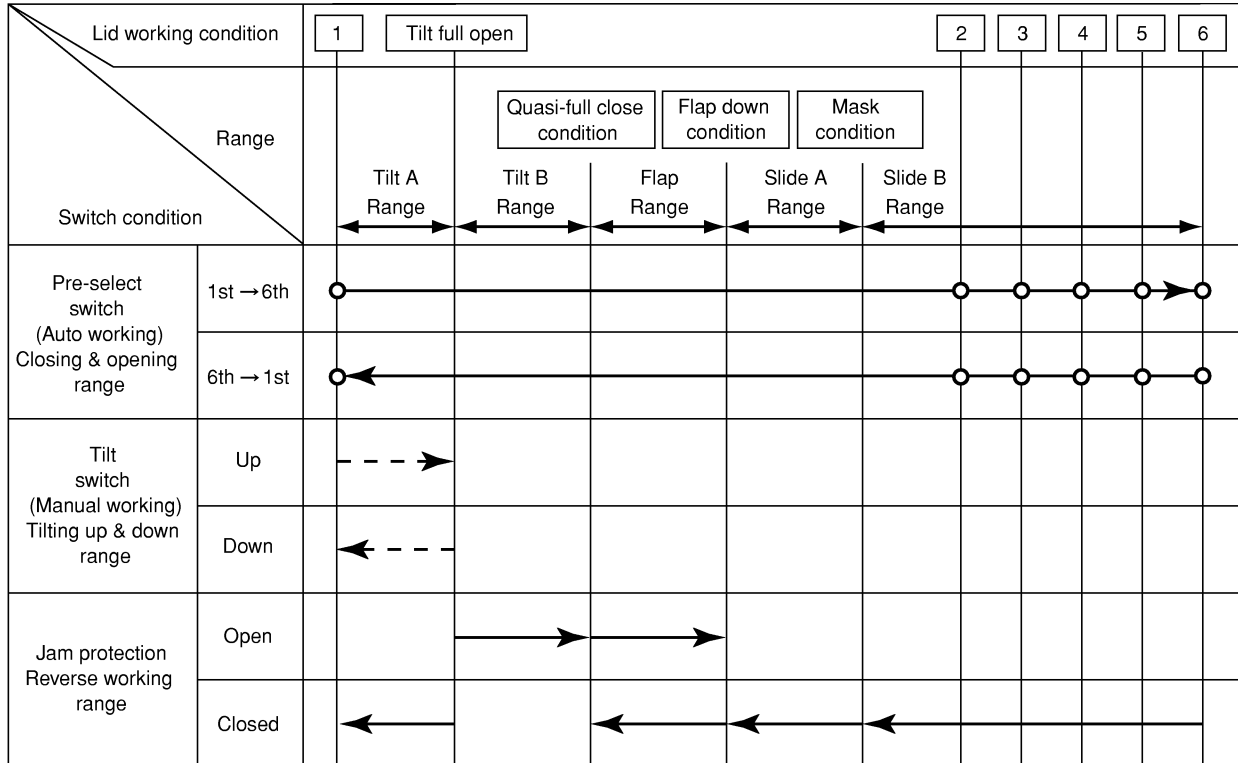 Lid working condition
1
Tilt full open
2
3
4
5
6
Range
Quasi-full close
condition
Flap down
condition
Mask
condition
Tilt A
Range
Tilt B
Range
Flap
Range
Slide A
Range
Slide B
Range
Switch condition
Pre-select
switch
(Auto working)
Closing & opening
range
1st → 6th
6th → 1st
Tilt
switch
(Manual working)
Tilting up & down
range
Up
Down
Jam protection
Reverse working
range
Open
Closed